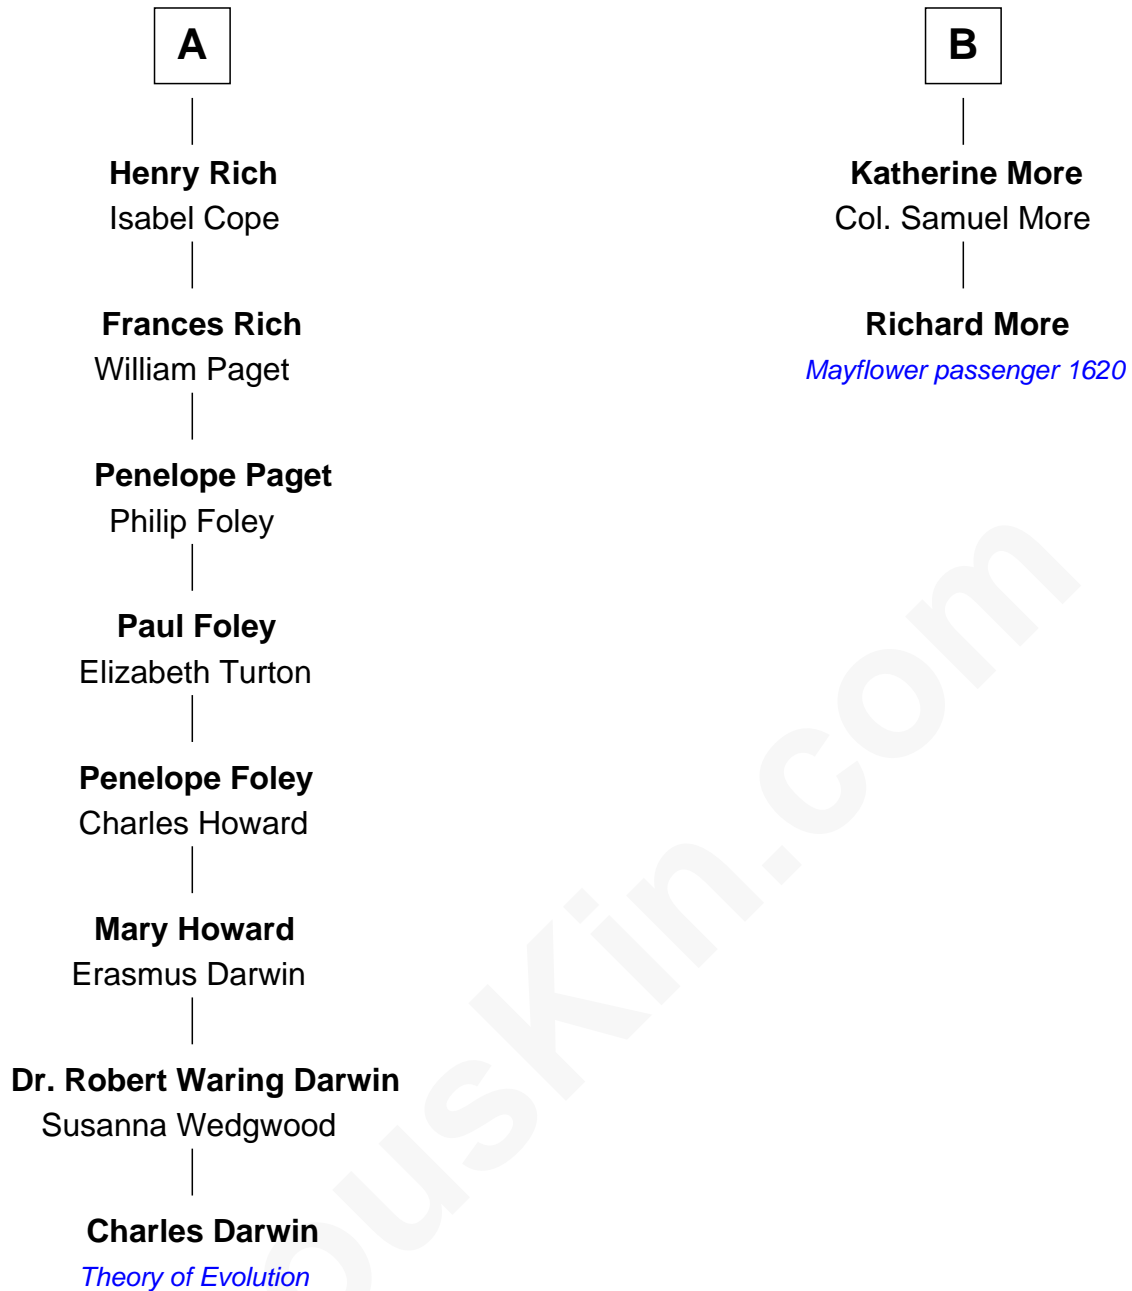 A
Henry Rich
Isabel Cope
Frances Rich
William Paget
Penelope Paget
Philip Foley
Paul Foley
Elizabeth Turton
Penelope Foley
Charles Howard
Mary Howard
Erasmus Darwin
Dr. Robert Waring Darwin
Susanna Wedgwood
Charles Darwin
Theory of Evolution
B
Katherine More
Col. Samuel More
Richard More
Mayflower passenger 1620
ousKin.com